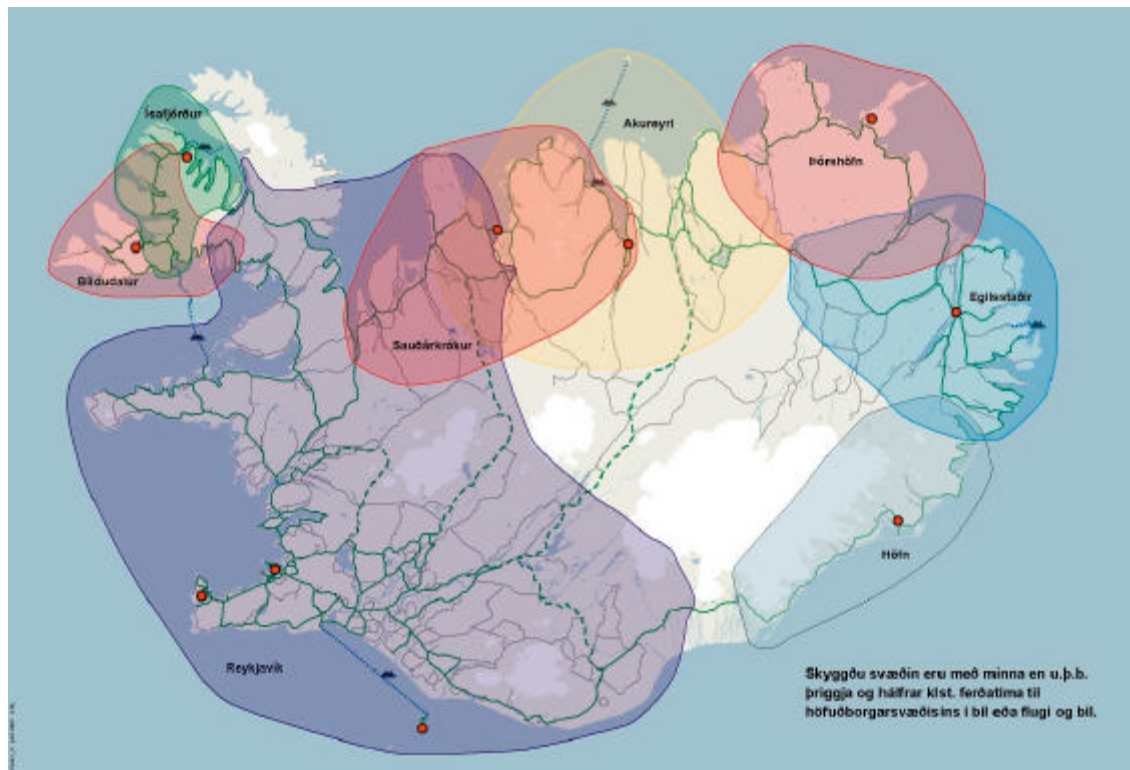 Ísafjörður
Akureyri
Þórshöfn
Bíldudalur
Egilsstaðir
Sauðárkrókur
Höfn
Reykjavík
Skyggðu svæðin eru með minna en u.þ.b.
þriggja og hálfrar klst. ferðatíma til
höfuðborgarsvæðisins í bíl eða flugi og bíl.